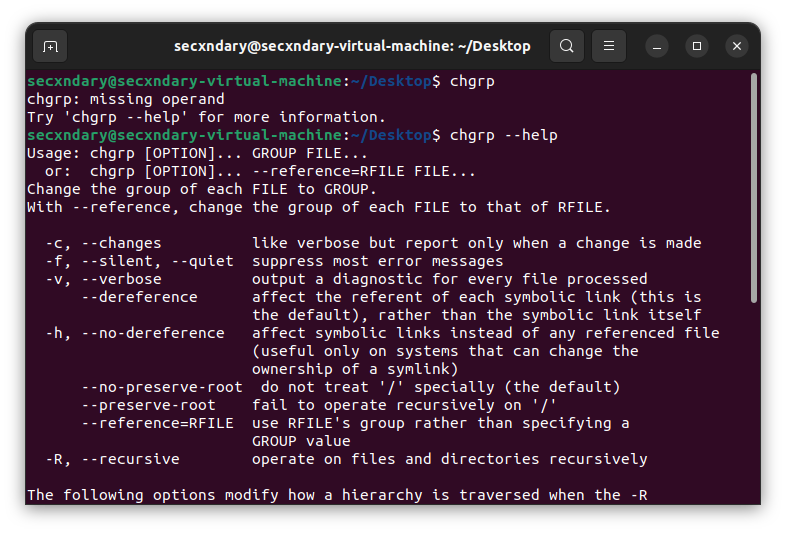 secxndary@secxndary-virtual-machine: ~/Desktop
secxndary@secxndary-virtual-machine:~/Desktop$ chgrp
chgrp: missing operand
Try 'chgrp --help' for more information.
secxndary@secxndary-virtual-machine:~/Desktop$ chgrp --help
Usage: chgrp [OPTION]... GROUP FILE...
  or:  chgrp [OPTION]... --reference=RFILE FILE...
Change the group of each FILE to GROUP.
With --reference, change the group of each FILE to that of RFILE.

  -c, --changes          like verbose but report only when a change is made
  -f, --silent, --quiet  suppress most error messages
  -v, --verbose          output a diagnostic for every file processed
      --dereference      affect the referent of each symbolic link (this is
                         the default), rather than the symbolic link itself
  -h, --no-dereference   affect symbolic links instead of any referenced file
                         (useful only on systems that can change the
                         ownership of a symlink)
      --no-preserve-root  do not treat '/' specially (the default)
      --preserve-root    fail to operate recursively on '/'
      --reference=RFILE  use RFILE's group rather than specifying a
                         GROUP value
  -R, --recursive        operate on files and directories recursively

The following options modify how a hierarchy is traversed when the -R